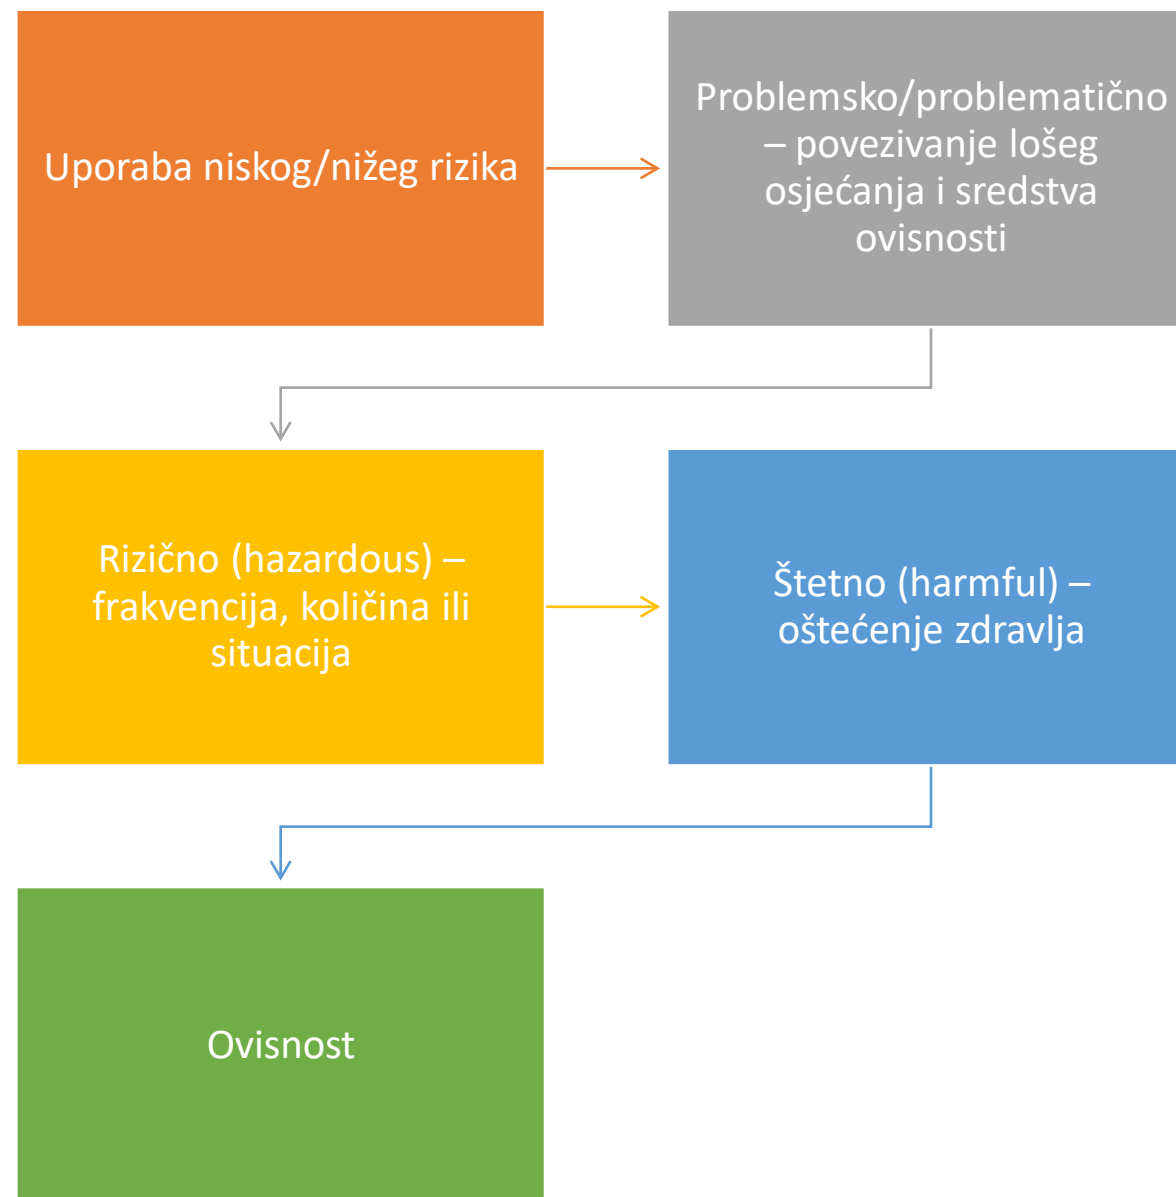 Uporaba niskog/nižeg rizika
Problemsko/problematično
– povezivanje lošeg
osjećanja i sredstva
ovisnosti
Rizično (hazardous) –
frakvencija, količina ili
situacija
Štetno (harmful) –
oštećenje zdravlja
Ovisnost